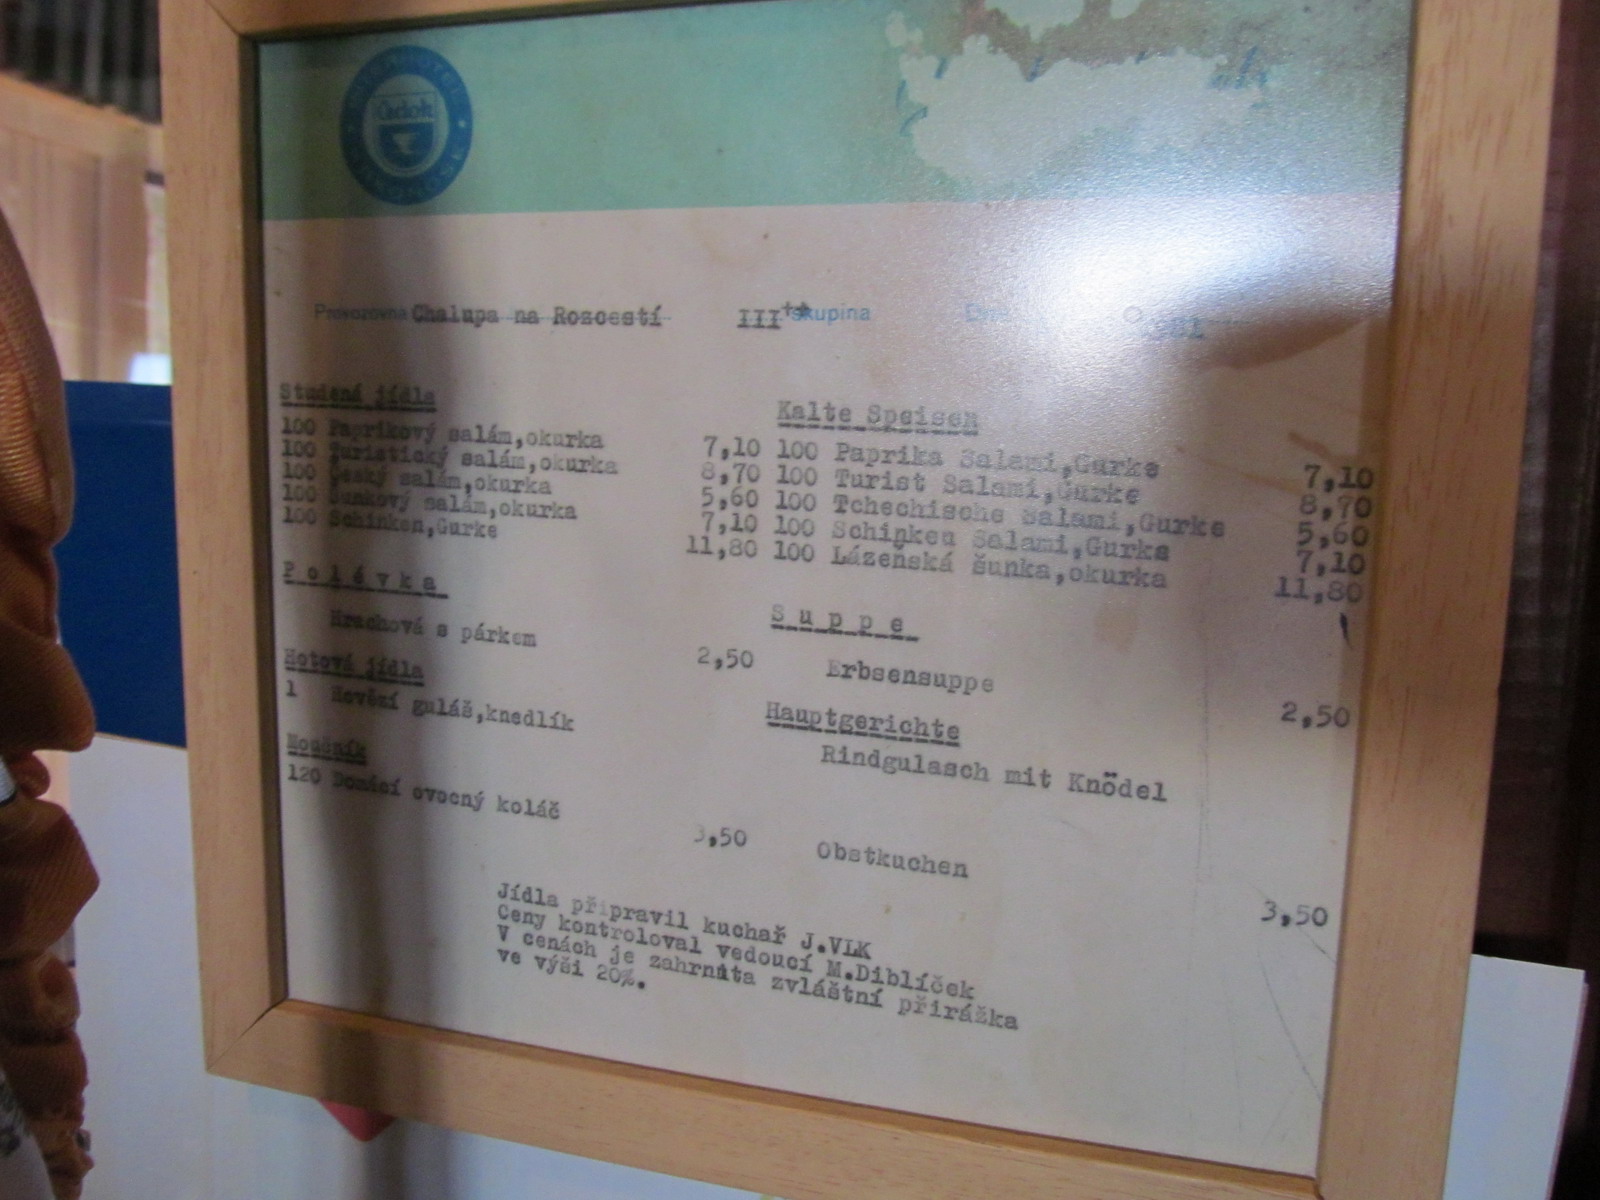 Čedok
Provozovna Chalupa na Rozcestí III++ skupina
Studená jídla
100 Paprikový salám,okurka 7,10
100 Turistický salám,okurka 8,70
100 Český salám,okurka 5,60
100 Šunkový salám,okurka 7,10
100 Schinken,Gurke 11,80
Polévka
Hrachová s párkem 2,50
Hotová jídla
1 Hovězí guláš,knedlík
Moučník
120 Domácí ovocný koláč 3,50
Kalte Speisen
100 Paprika Salami,Gurke 7,10
100 Turist Salami,Gurke 8,70
100 Tchechische Salami,Gurke 5,60
100 Schinken Salami,Gurke 7,10
100 Lázeňská šunka,okurka 11,80
Suppe
Erbsensuppe 2,50
Hauptgerichte
Rindgulasch mit Knödel
Obstkuchen 3,50
Jídla připravil kuchař J.VLK
Ceny kontroloval vedoucí M.Diblíček
V cenách je zahrnuta zvláštní přirážka
ve výši 20%.